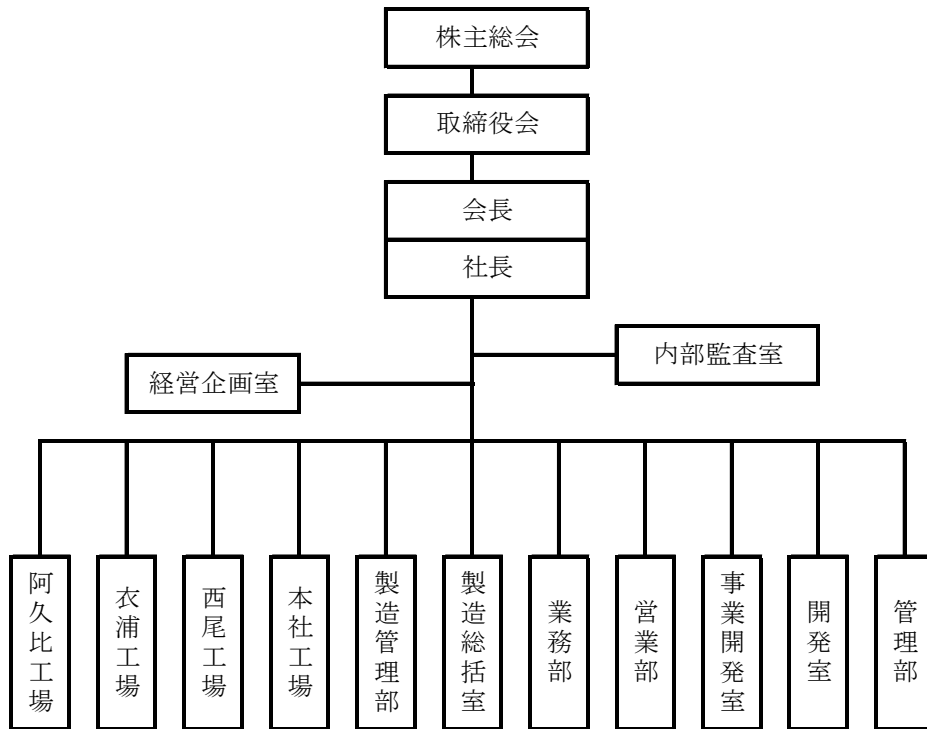 株主総会
取締役会
会長
社長
内部監査室
経営企画室
阿久比工場
衣浦工場
西尾工場
本社工場
製造管理部
製造総括室
業務部
営業部
事業開発室
開発室
管理部